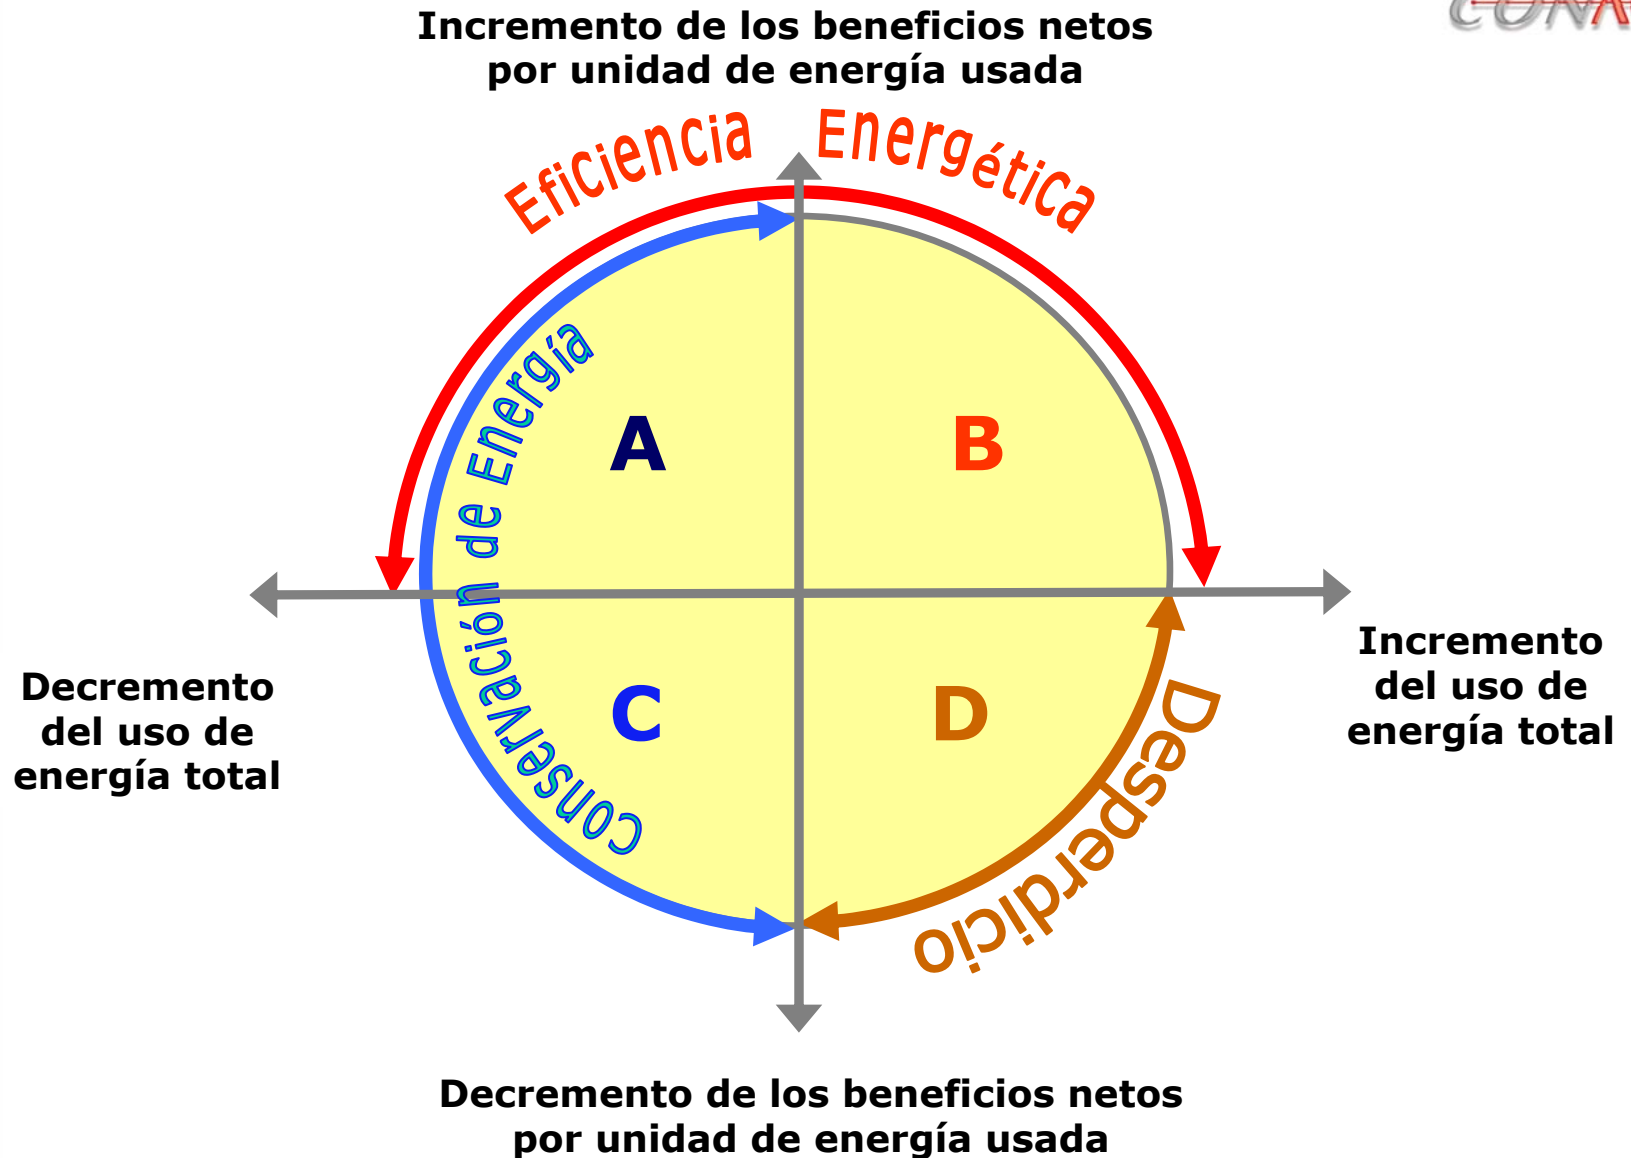 Incremento de los beneficios netos
por unidad de energía usada
Eficiencia Energética
Conservación de Energía
A
B
Decremento
del uso de
energía total
Incremento
del uso de
energía total
C
D
Desperdicio
Decremento de los beneficios netos
por unidad de energía usada